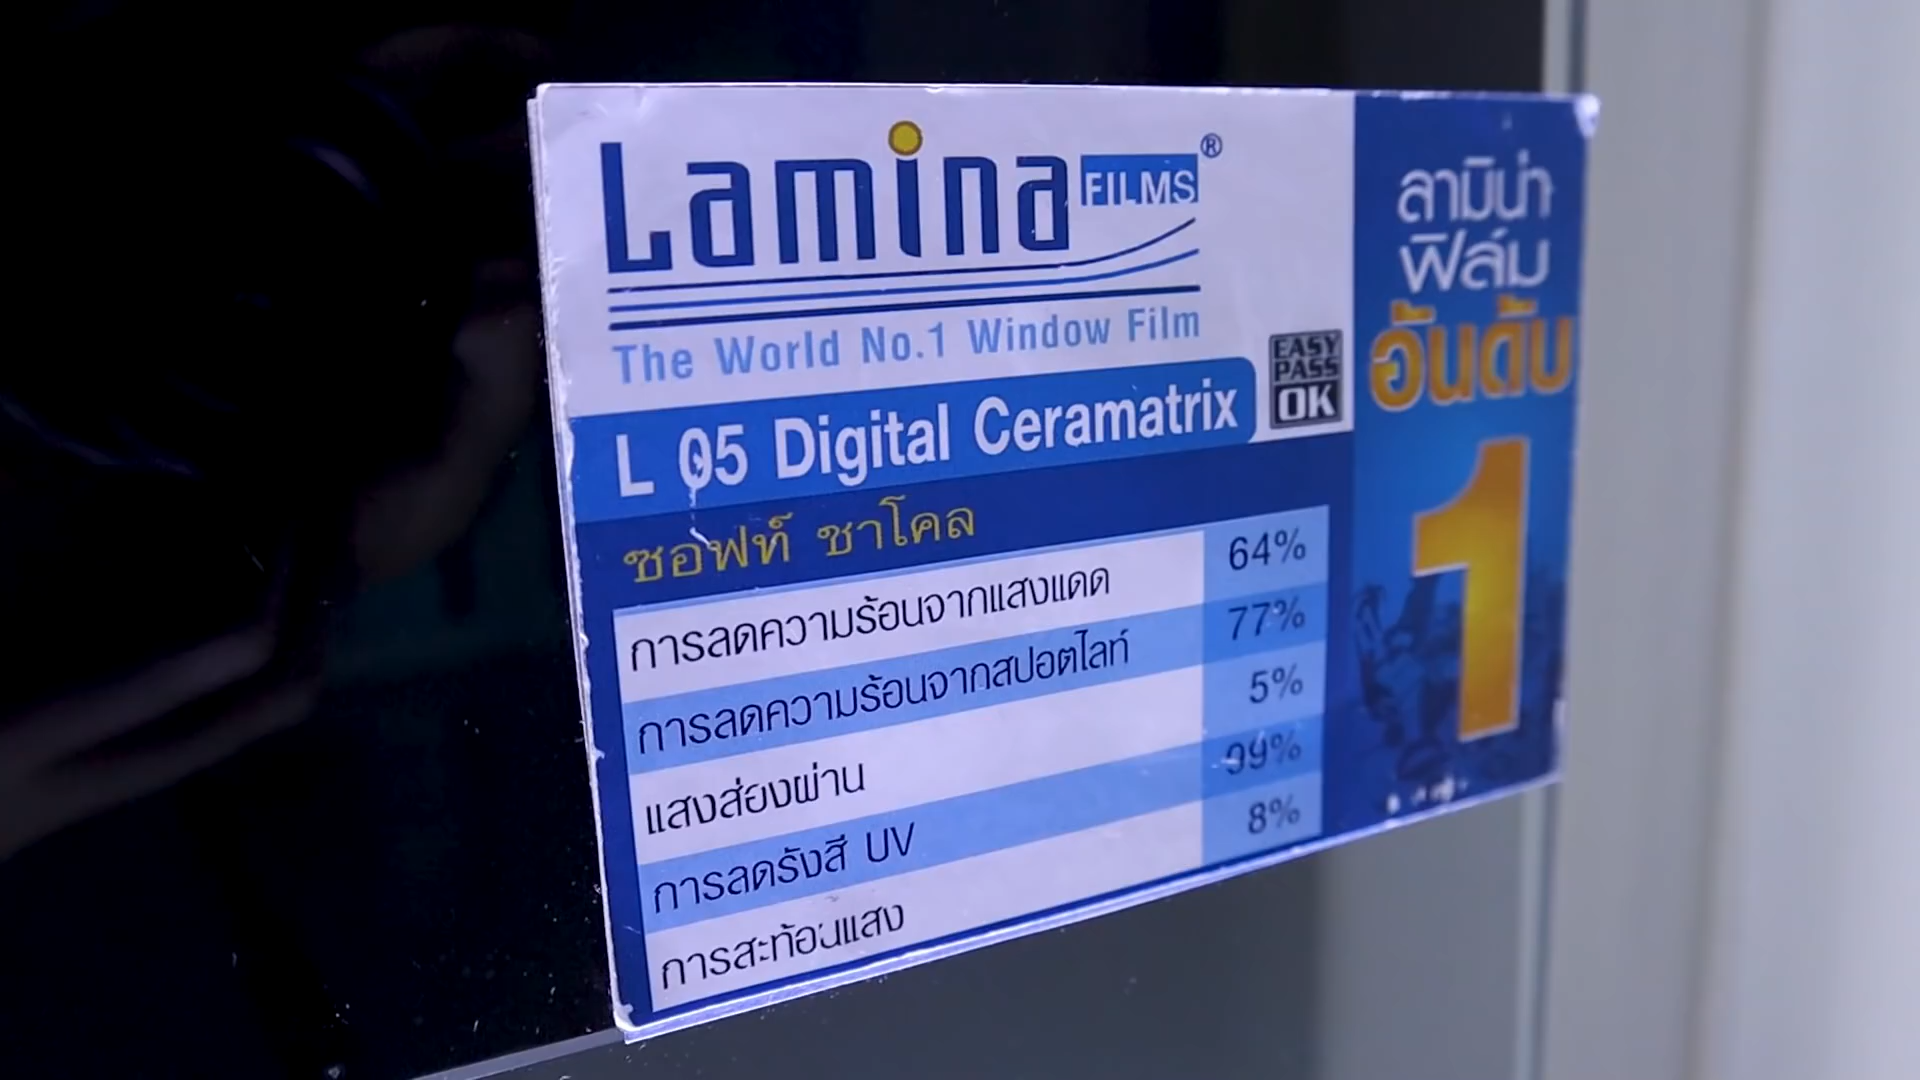 Lamina FILMS ®
The World No.1 Window Film
L 05 Digital Ceramatrix
EASY
PASS
OK
ซอฟท์ ชาโคล
การลดความร้อนจากแสงแดด 64%
การลดความร้อนจากสปอตไลท์ 77%
แสงส่องผ่าน 5%
การลดรังสี UV 99%
การสะท้อนแสง 8%
ลามิน่า
ฟิล์ม
อันดับ
1